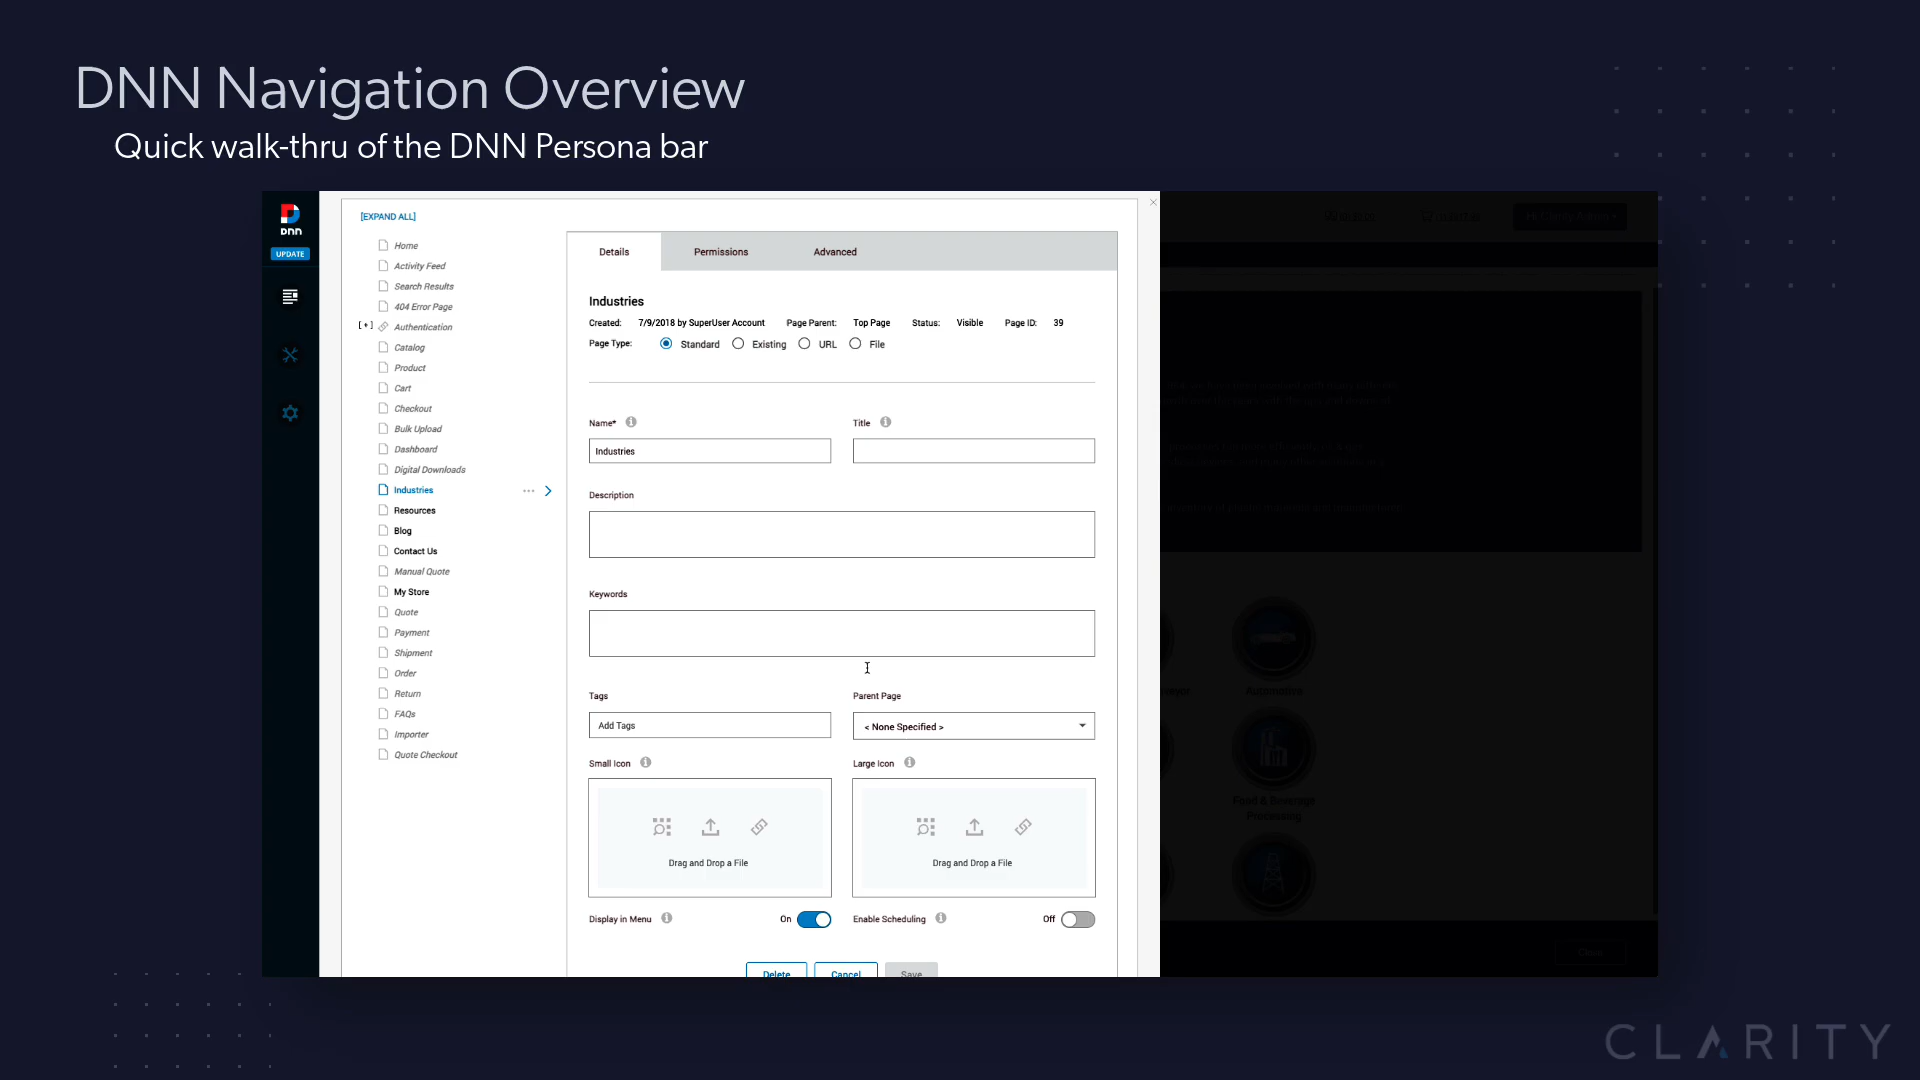 DNN Navigation Overview
Quick walk-thru of the DNN Persona bar
DNN
UPDATE
[EXPAND ALL]
Home
Activity Feed
Search Results
404 Error Page
[+] Authentication
Catalog
Product
Cart
Checkout
Bulk Upload
Dashboard
Digital Downloads
Industries
Resources
Blog
Contact Us
Manual Quote
My Store
Quote
Payment
Shipment
Order
Return
FAQs
Importer
Quote Checkout
Details Permissions Advanced
Industries
Created: 7/9/2018 by SuperUser Account Page Parent: Top Page Status: Visible Page ID: 39
Page Type: Standard Existing URL File
Name* Title
Industries
Description
Keywords
Tags Parent Page
Add Tags < None Specified >
Small Icon Large Icon
Drag and Drop a File Drag and Drop a File
Display in Menu On Enable Scheduling Off
Delete Cancel Save
Automotive
Food & Beverage
Processing
CLARITY